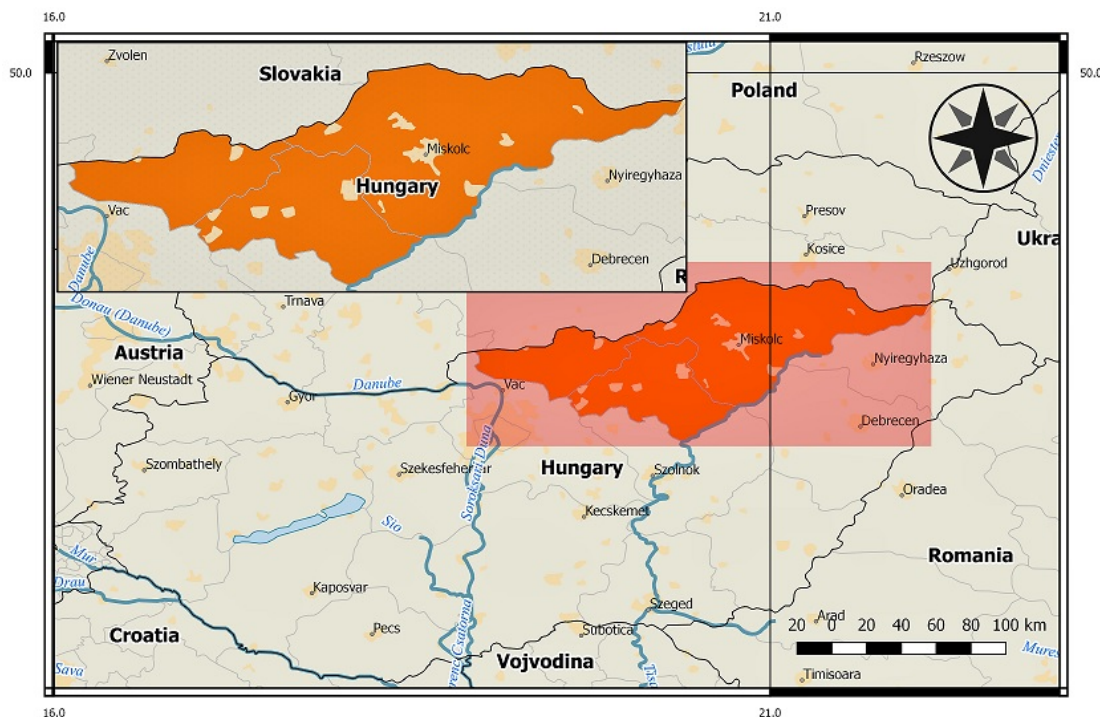 16.0
21.0
50.0
50.0
Zvolen
Slovakia
Miskolc
Hungary
Nyiregyhaza
Vac
Danube
Debrecen
R
Rzeszow
Poland
Dniester
Presov
Kosice
Ukra
Uzhgorod
Donau (Danube)
Trnava
Austria
Wiener Neustadt
Gyor
Danube
Vac
Miskolc
Nyiregyhaza
Debrecen
Szombathely
Szekesfehervar
Soroksari Duna
Hungary
Szolnok
Oradea
Kecskemet
Sio
Romania
Mur
Drau
Kaposvar
Szeged
Arad
Croatia
Pecs
Subotica
Vojvodina
Tisa
20 0 20 40 60 80 100 km
Mures
Sava
Timisoara
16.0
21.0